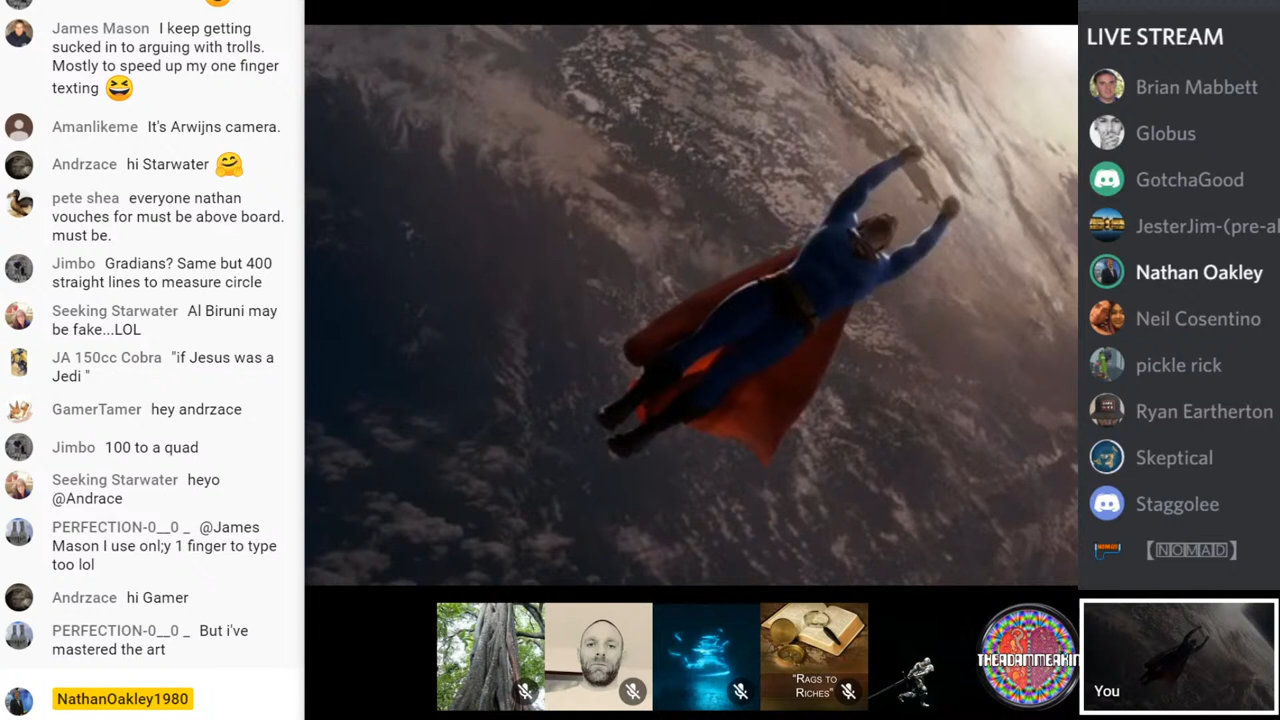 James Mason I keep getting
sucked in to arguing with trolls.
Mostly to speed up my one finger
texting 😆
Amanlikeme It's Arwijns camera.
Andrzace hi Starwater 🤗
pete shea everyone nathan
vouches for must be above board.
must be.
Jimbo Gradians? Same but 400
straight lines to measure circle
Seeking Starwater Al Biruni may
be fake...LOL
JA 150cc Cobra "if Jesus was a
Jedi "
GamerTamer hey andrzace
Jimbo 100 to a quad
Seeking Starwater heyo
@Andrace
PERFECTION-0__0 _ @James
Mason I use onl;y 1 finger to type
too lol
Andrzace hi Gamer
PERFECTION-0__0 _ But i've
mastered the art
NathanOakley1980
"RAGS TO
RICHES"
THEADAMMEAKIN
You
LIVE STREAM
Brian Mabbett
Globus
GotchaGood
JesterJim-(pre-al
Nathan Oakley
Neil Cosentino
pickle rick
Ryan Eartherton
Skeptical
Staggolee
【🄽🄾🄼🄰🄳】